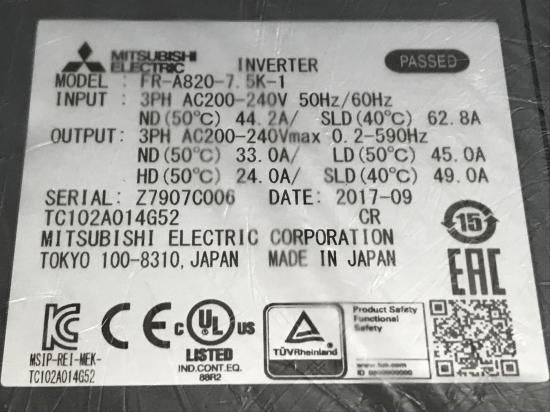 MITSUBISHI
ELECTRIC INVERTER PASSED
MODEL : FR-A820-7.5K-1
INPUT : 3PH AC200-240V 50Hz/60Hz
ND(50°C) 44.2A/ SLD(40°C) 62.8A
OUTPUT: 3PH AC200-240Vmax 0.2-590Hz
ND(50°C) 33.0A/ LD(50°C) 45.0A
HD(50°C) 24.0A/ SLD(40°C) 49.0A
SERIAL: Z7907C006 DATE: 2017-09
TC102A014G52 CR
MITSUBISHI ELECTRIC CORPORATION
TOKYO 100-8310, JAPAN MADE IN JAPAN
15
EAC
KC CE C UL US
LISTED
IND.CONT.EQ.
88R2
MSIP-REI-MEK-
TC102A014G52
TÜVRheinland
Product Safety
Functional
Safety
www.tuv.com